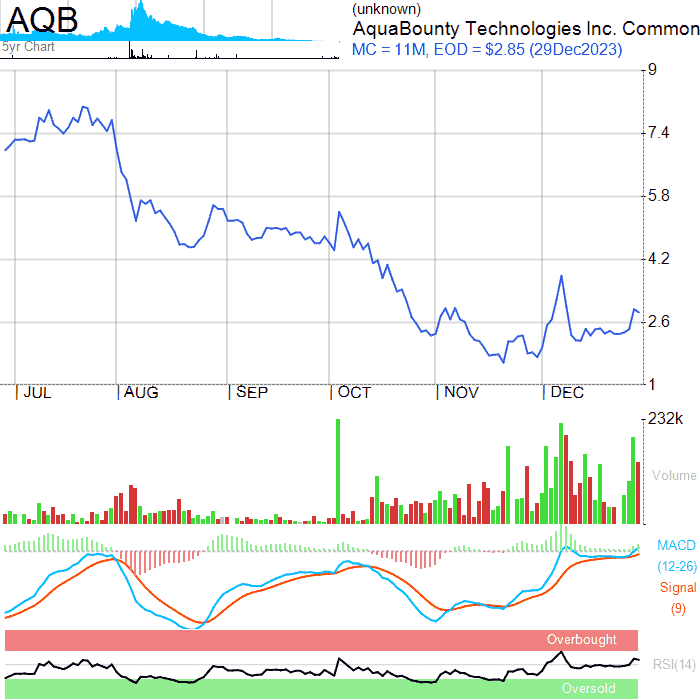 AQB
5yr Chart
(unknown)
AquaBounty Technologies Inc. Common
MC = 11M, EOD = $2.85 (29Dec2023)
9
7.4
5.8
4.2
2.6
1
JUL AUG SEP OCT NOV DEC
232k
Volume
MACD
(12-26)
Signal
(9)
Overbought
RSI(14)
Oversold